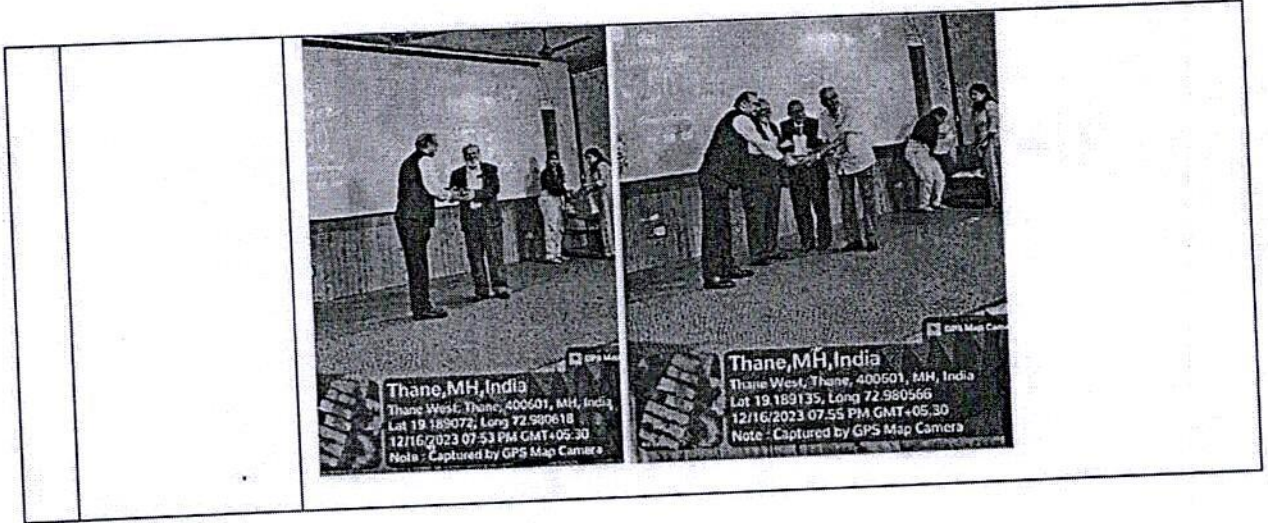 GPS Map
Thane,MH,India
Thane West, Thane, 400601, MH, India
Lat 19.189072, Long 72.980618
12/16/2023 07:53 PM GMT+05:30
Note : Captured by GPS Map Camera
GPS Map Came
Thane,MH,India
Thane West, Thane, 400601, MH, India
Lat 19.189135, Long 72.980566
12/16/2023 07:55 PM GMT+05:30
Note : Captured by GPS Map Camera